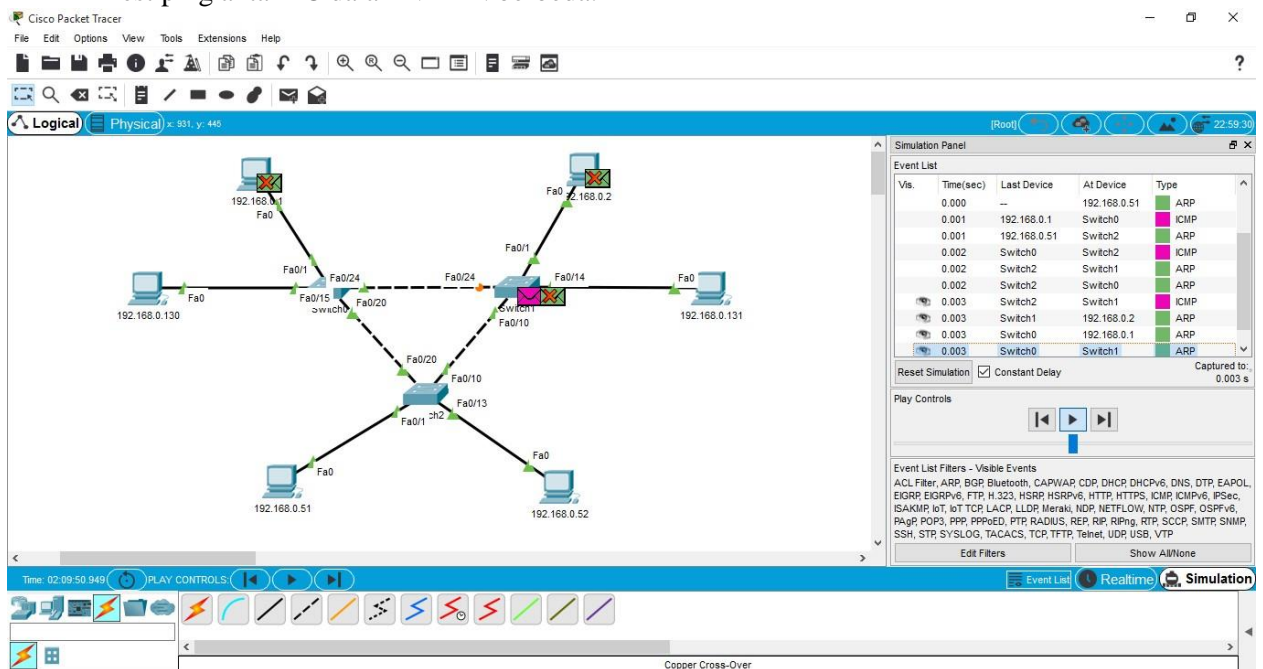 Cisco Packet Tracer
File Edit Options View Tools Extensions Help
?
Logical Physical x: 931, y: 445 [Root] 22:59:30
Simulation Panel
Event List
Vis. Time(sec) Last Device At Device Type
0.000 -- 192.168.0.51 ARP
0.001 192.168.0.1 Switch0 ICMP
0.001 192.168.0.51 Switch2 ARP
0.002 Switch0 Switch2 ICMP
0.002 Switch2 Switch1 ARP
0.002 Switch2 Switch0 ARP
0.003 Switch2 Switch1 ICMP
0.003 Switch1 192.168.0.2 ARP
0.003 Switch0 192.168.0.1 ARP
0.003 Switch0 Switch1 ARP
Reset Simulation Constant Delay Captured to:
0.003 s
Play Controls
Event List Filters - Visible Events
ACL Filter, ARP, BGP, Bluetooth, CAPWAP, CDP, DHCP, DHCPv6, DNS, DTP, EAPOL,
EIGRP, EIGRPv6, FTP, H.323, HSRP, HSRPv6, HTTP, HTTPS, ICMP, ICMPv6, IPSec,
ISAKMP, IoT, IoT TCP, LACP, LLDP, Meraki, NDP, NETFLOW, NTP, OSPF, OSPFv6,
PAgP, POP3, PPP, PPPoED, PTP, RADIUS, REP, RIP, RIPng, RTP, SCCP, SMTP, SNMP,
SSH, STP, SYSLOG, TACACS, TCP, TFTP, Telnet, UDP, USB, VTP
Edit Filters Show All/None
192.168.0.1
Fa0
Fa0
192.168.0.2
Fa0/1
Fa0/1 Fa0/24 Fa0/24 Fa0/14 Fa0
Fa0 Fa0/15 Fa0/20
Switch0 Switch1
192.168.0.130 Fa0/10 192.168.0.131
Fa0/20
Fa0/10
Fa0/1 Fa0/13
Fa0 Fa0
192.168.0.51 192.168.0.52
Time: 02:09:50.949 PLAY CONTROLS: Event List Realtime Simulation
Copper Cross-Over